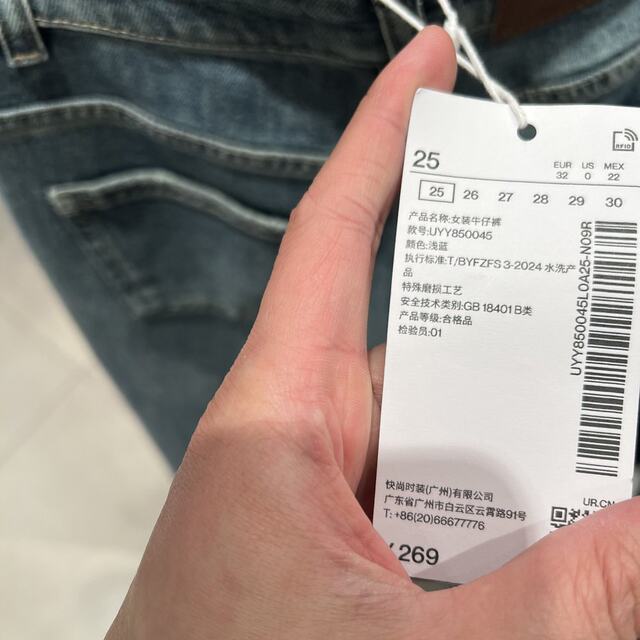 RFID
25
EUR US MEX
32 0 22
25 26 27 28 29 30
产品名称:女装牛仔裤
款号:UYY850045
颜色:浅蓝
执行标准:T/BYFZFS 3-2024 水洗产
品
特殊磨损工艺
安全技术类别:GB 18401 B类
产品等级:合格品
检验员:01
UYY850045L0A25-N09R
快尚时装(广州)有限公司
广东省广州市白云区云霄路91号
T: +86(20)66677776
UR.CN
269